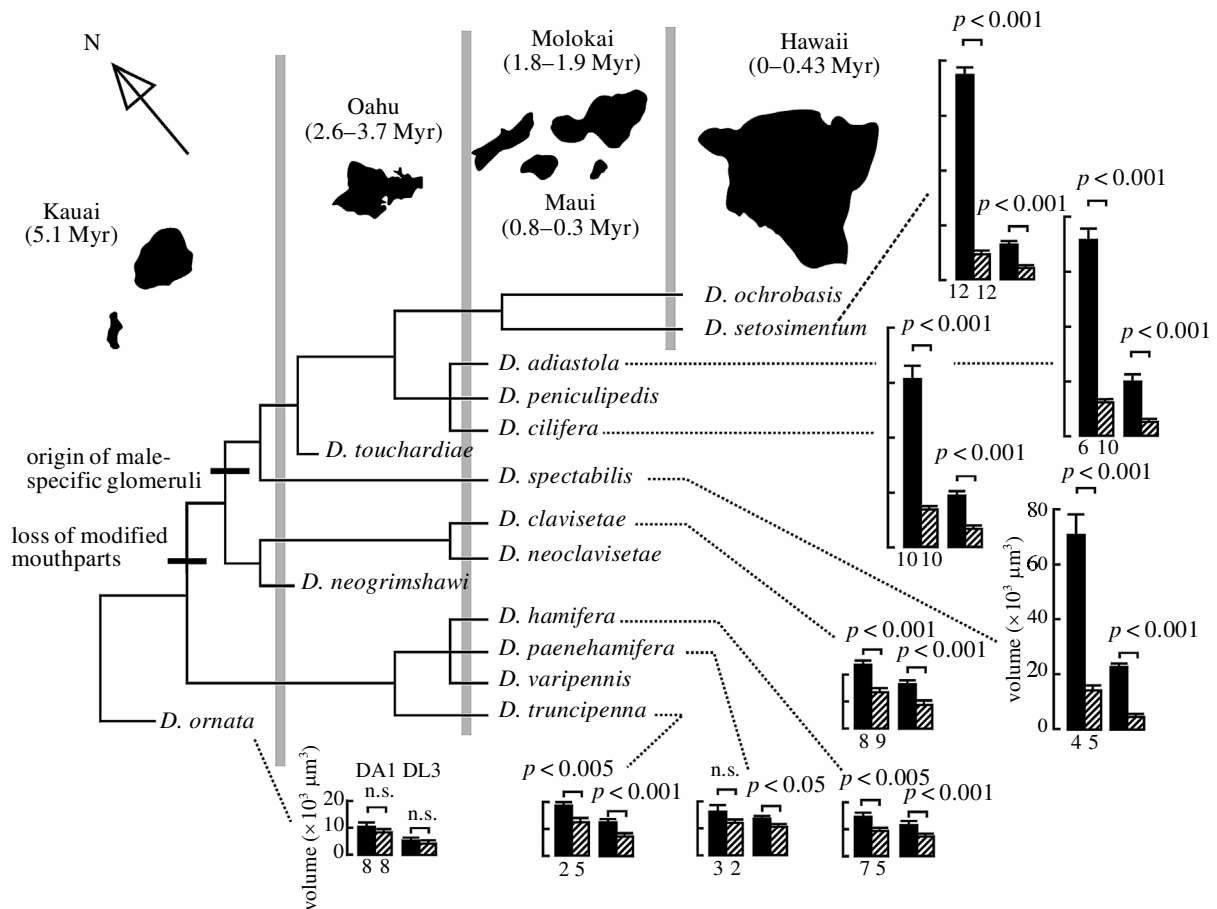 N
Kauai
(5.1 Myr)
Oahu
(2.6–3.7 Myr)
Molokai
(1.8–1.9 Myr)
Maui
(0.8–0.3 Myr)
Hawaii
(0–0.43 Myr)
p < 0.001
p < 0.001
12 12
p < 0.001
p < 0.001
6 10
D. ochrobasis
D. setosimentum
D. adiastola
D. peniculipedis
D. cilifera
D. touchardiae
D. spectabilis
D. clavisetae
D. neoclavisetae
D. neogrimshawi
D. hamifera
D. paenehamifera
D. varipennis
D. truncipenna
D. ornata
origin of male-
specific glomeruli
loss of modified
mouthparts
p < 0.001
p < 0.001
10 10
p < 0.001
p < 0.001
volume (× 10³ µm³)
80
60
40
20
0
4 5
p < 0.001
p < 0.001
8 9
volume (× 10³ µm³)
20
10
0
DA1 DL3
n.s.
n.s.
8 8
p < 0.005
p < 0.001
2 5
n.s.
p < 0.05
3 2
p < 0.005
p < 0.001
7 5